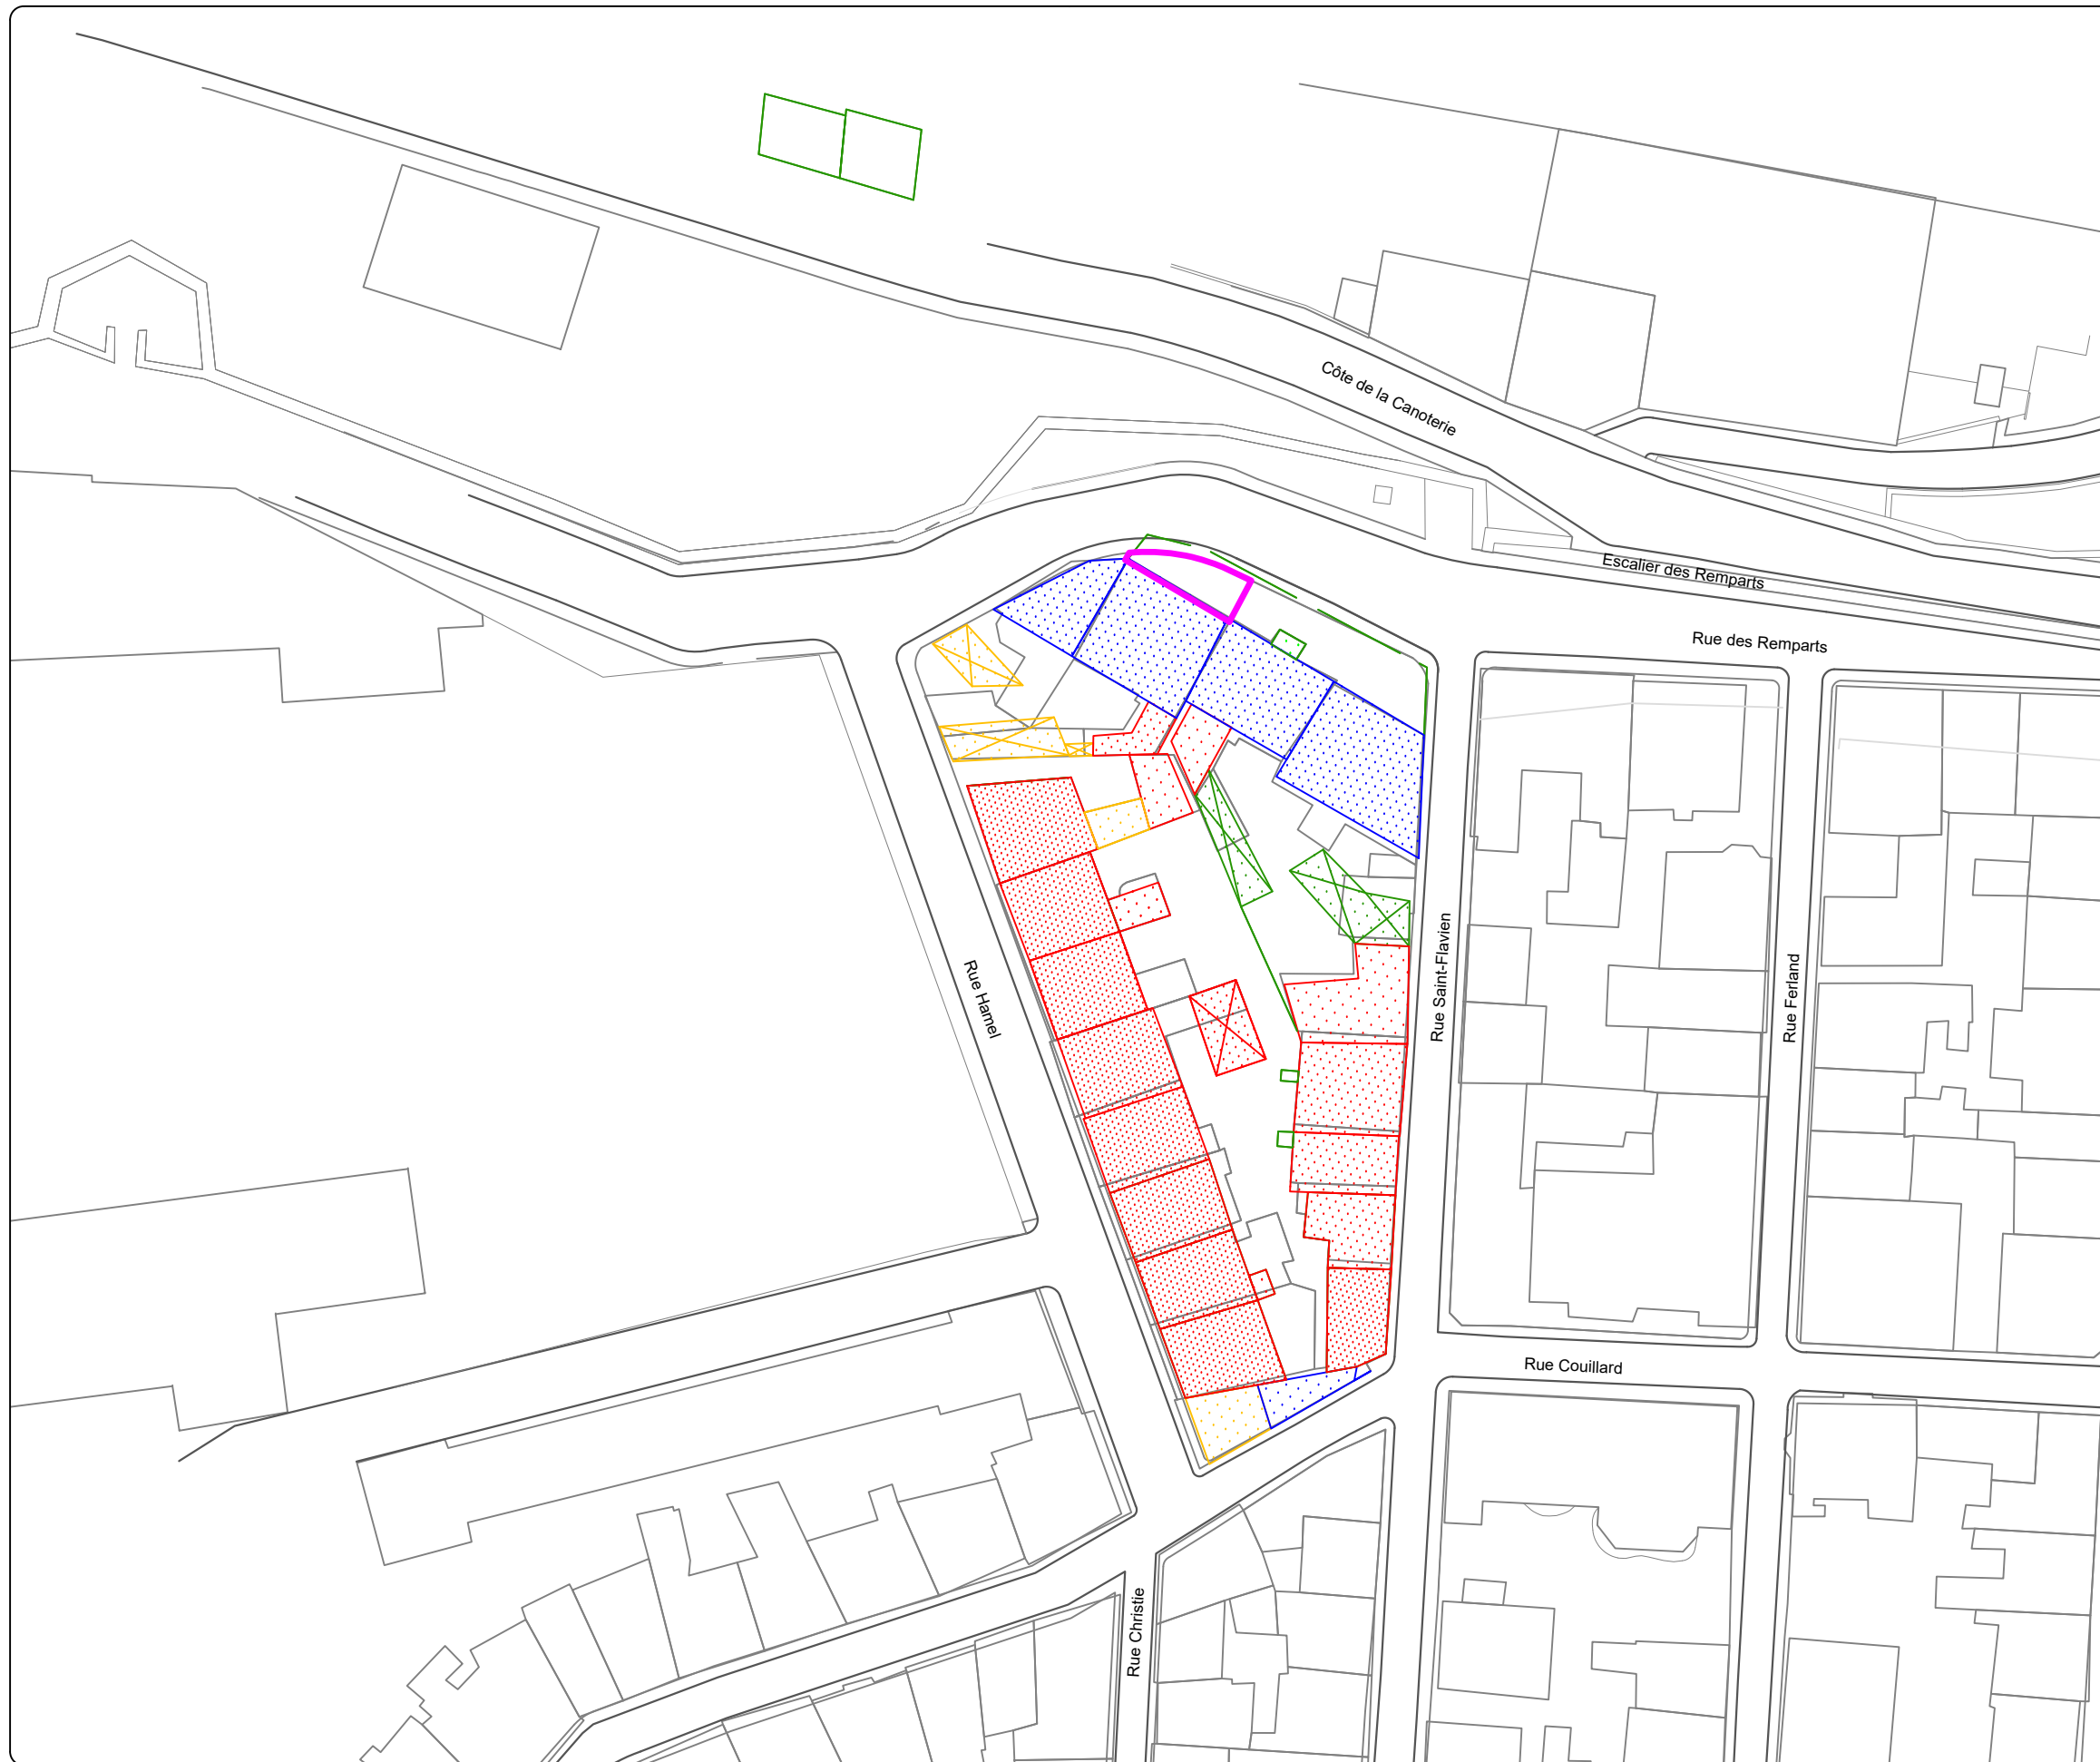 Côte de la Canoterie
Escalier des Remparts
Rue des Remparts
Rue Hamel
Rue Saint-Flavien
Rue Ferland
Rue Couillard
Rue Christie